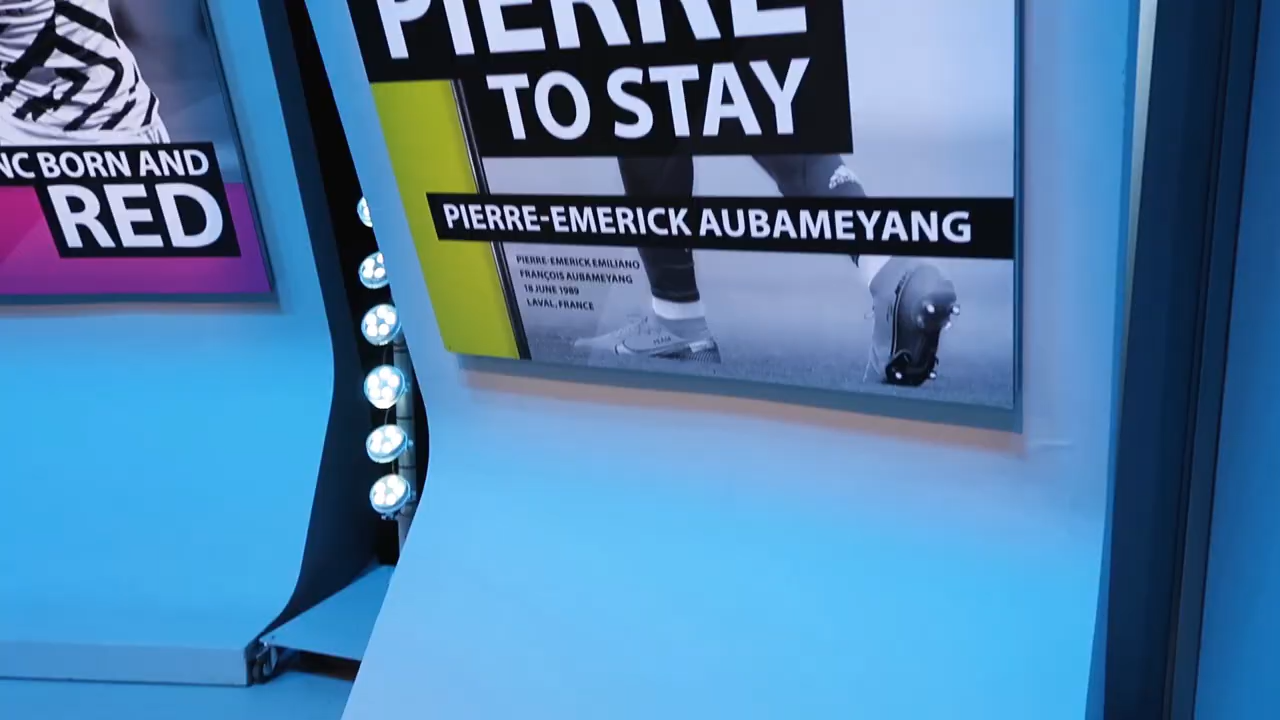 NC BORN AND
RED
PIERRE
TO STAY
PIERRE-EMERICK AUBAMEYANG
PIERRE-EMERICK EMILIANO
FRANÇOIS AUBAMEYANG
18 JUNE 1989
LAVAL, FRANCE